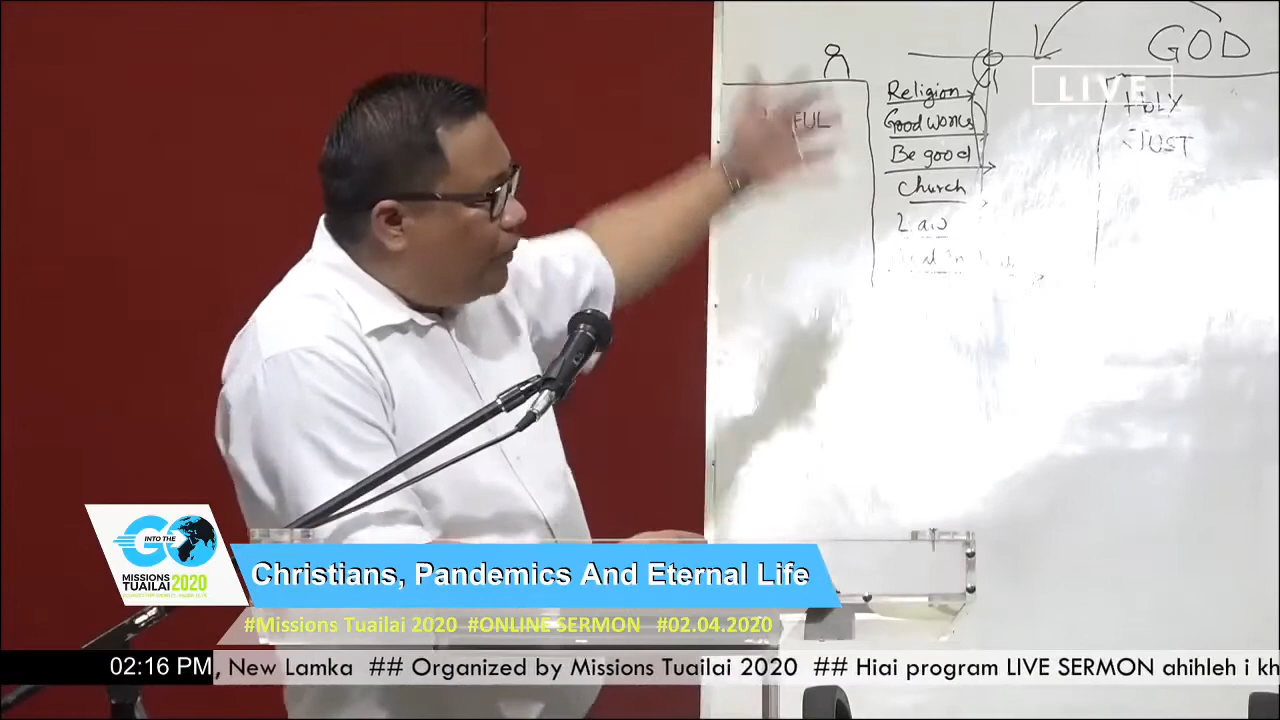 GOD
LIVE
Religion
Good works
Be good
Church
Law
FUL
HOLY
JUST
GO
INTO THE
MISSIONS
TUAILAI 2020
Christians, Pandemics And Eternal Life
#Missions Tuailai 2020 #ONLINE SERMON #02.04.2020
02:16 PM , New Lamka ## Organized by Missions Tuailai 2020 ## Hiai program LIVE SERMON ahihleh i kh